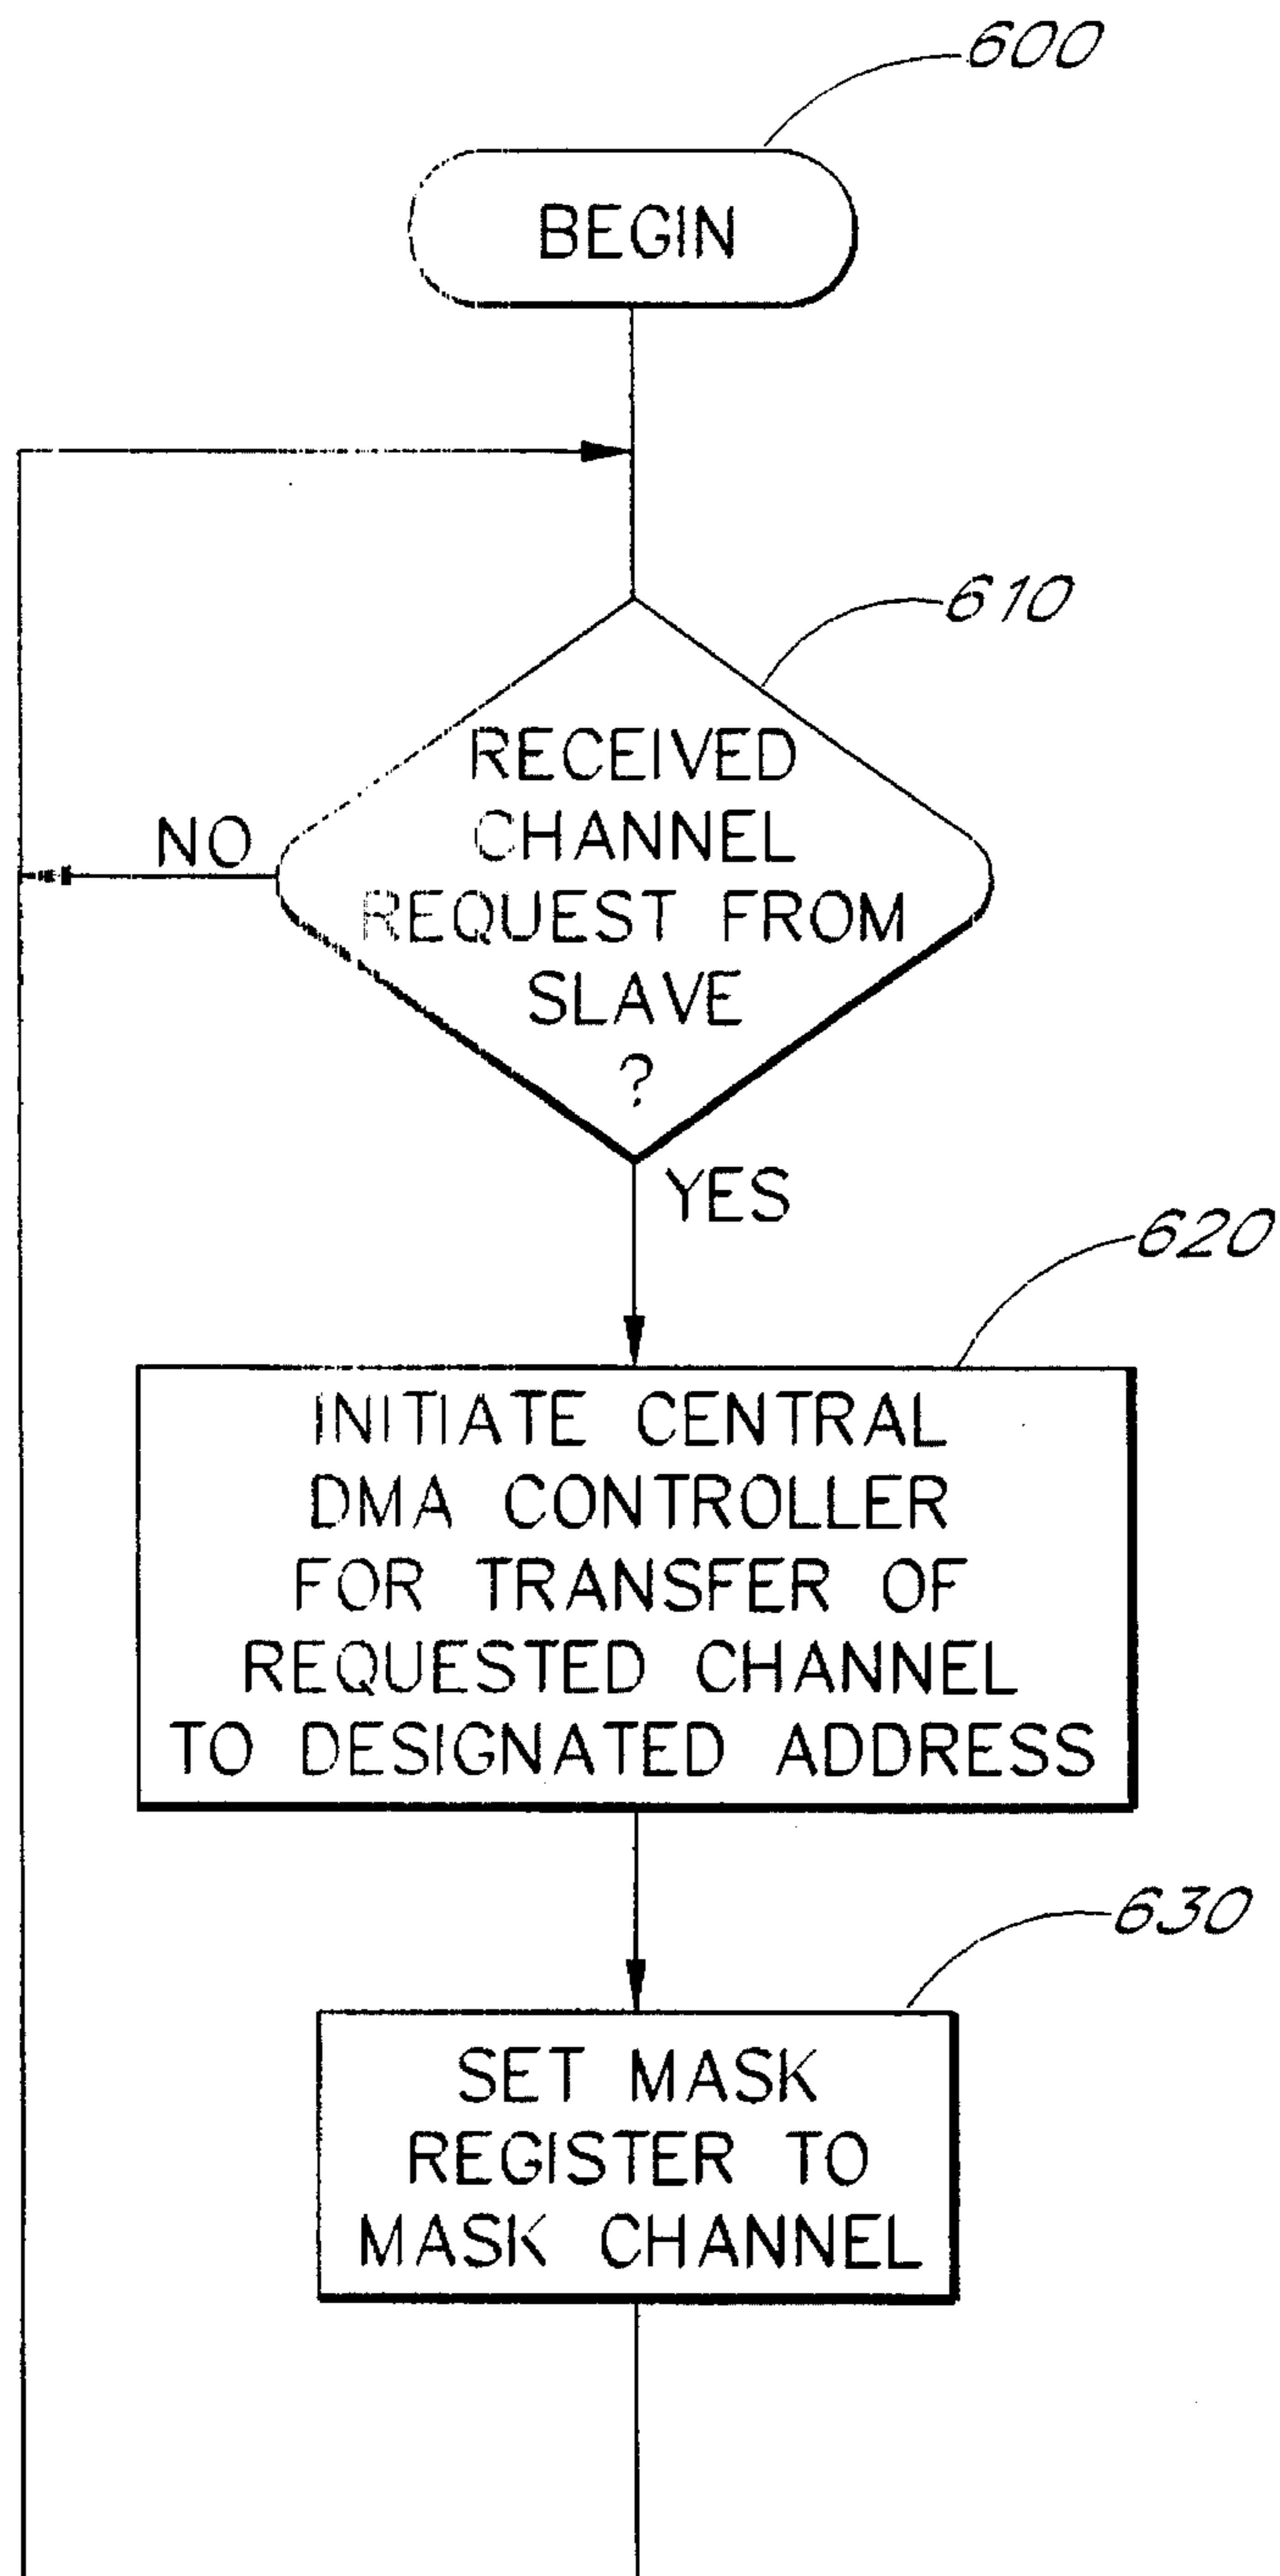 600
BEGIN
610
RECEIVED
CHANNEL
REQUEST FROM
SLAVE
?
NO
YES
620
INITIATE CENTRAL
DMA CONTROLLER
FOR TRANSFER OF
REQUESTED CHANNEL
TO DESIGNATED ADDRESS
630
SET MASK
REGISTER TO
MASK CHANNEL